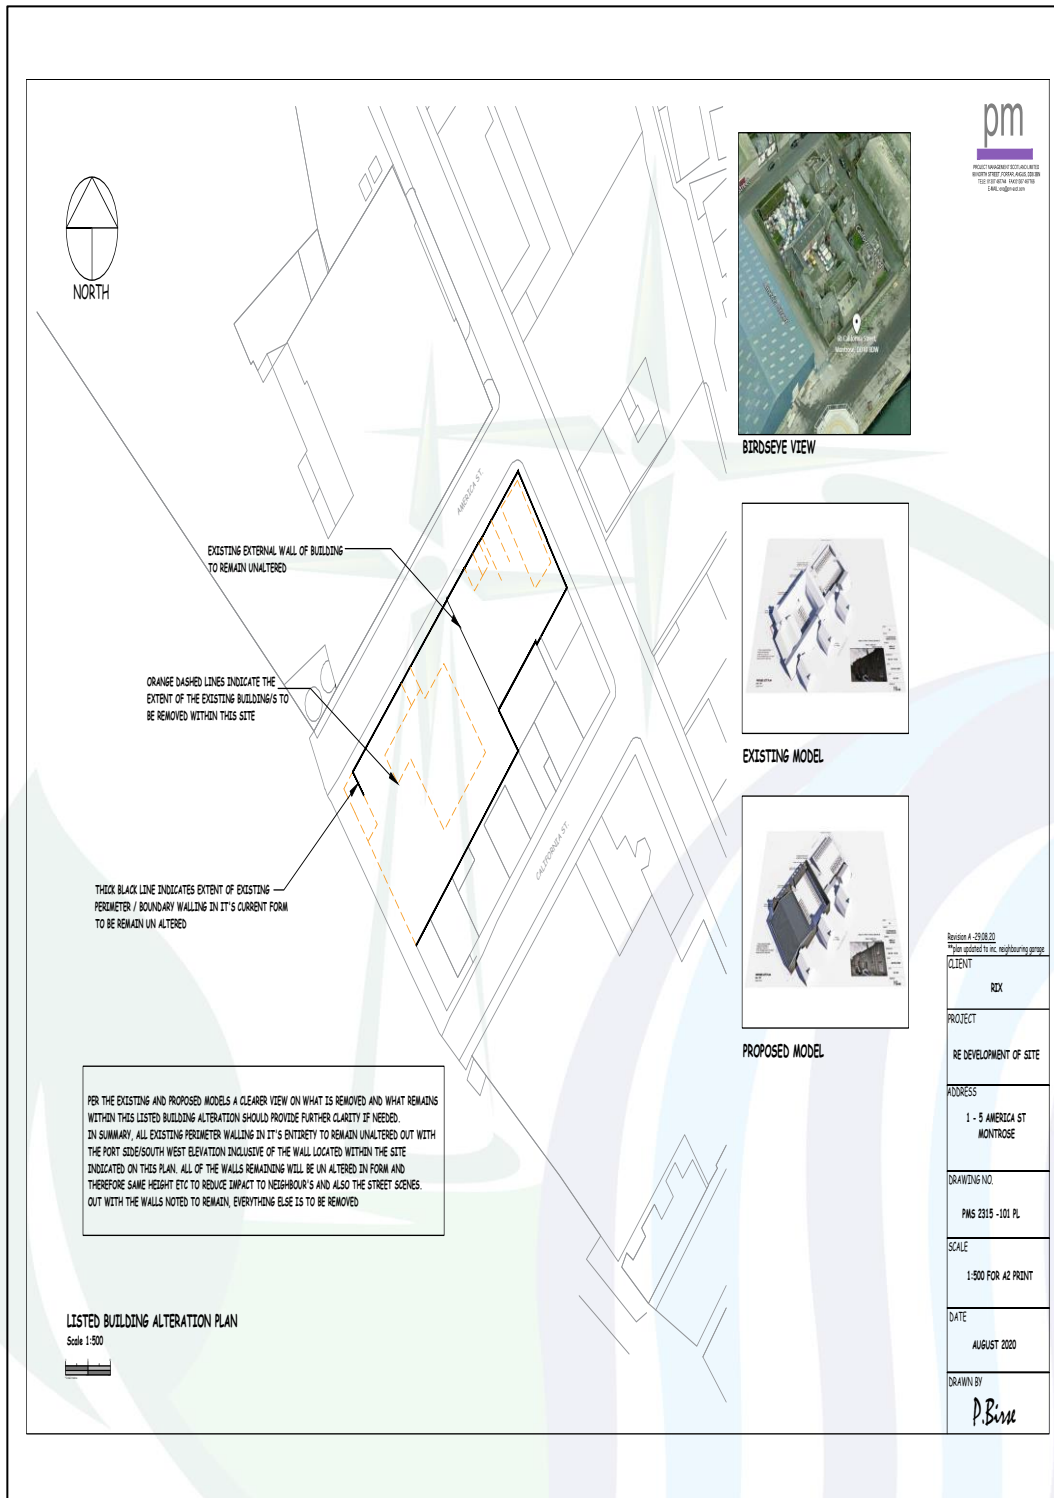 pm
PROJECT MANAGEMENT SCOTLAND LIMITED
NORTH
AMERICA ST.
CALIFORNIA ST.
BIRDSEYE VIEW
EXISTING MODEL
PROPOSED MODEL
EXISTING EXTERNAL WALL OF BUILDING
TO REMAIN UNALTERED
ORANGE DASHED LINES INDICATE THE
EXTENT OF THE EXISTING BUILDING/S TO
BE REMOVED WITHIN THIS SITE
THICK BLACK LINE INDICATES EXTENT OF EXISTING
PERIMETER / BOUNDARY WALLING IN IT'S CURRENT FORM
TO BE REMAIN UN ALTERED
PER THE EXISTING AND PROPOSED MODELS A CLEARER VIEW ON WHAT IS REMOVED AND WHAT REMAINS
WITHIN THIS LISTED BUILDING ALTERATION SHOULD PROVIDE FURTHER CLARITY IF NEEDED.
IN SUMMARY, ALL EXISTING PERIMETER WALLING IN IT'S ENTIRETY TO REMAIN UNALTERED OUT WITH
THE PORT SIDE/SOUTH WEST ELEVATION INCLUSIVE OF THE WALL LOCATED WITHIN THE SITE
INDICATED ON THIS PLAN. ALL OF THE WALLS REMAINING WILL BE UN ALTERED IN FORM AND
THEREFORE SAME HEIGHT ETC TO REDUCE IMPACT TO NEIGHBOUR'S AND ALSO THE STREET SCENES.
OUT WITH THE WALLS NOTED TO REMAIN, EVERYTHING ELSE IS TO BE REMOVED
LISTED BUILDING ALTERATION PLAN
Scale 1:500
Revision A -29.08.20
**plan updated to inc. neighbouring garage
CLIENT
RIX
PROJECT
RE DEVELOPMENT OF SITE
ADDRESS
1 - 5 AMERICA ST
MONTROSE
DRAWING NO.
PMS 2315 -101 PL
SCALE
1:500 FOR A2 PRINT
DATE
AUGUST 2020
DRAWN BY
P.Birse